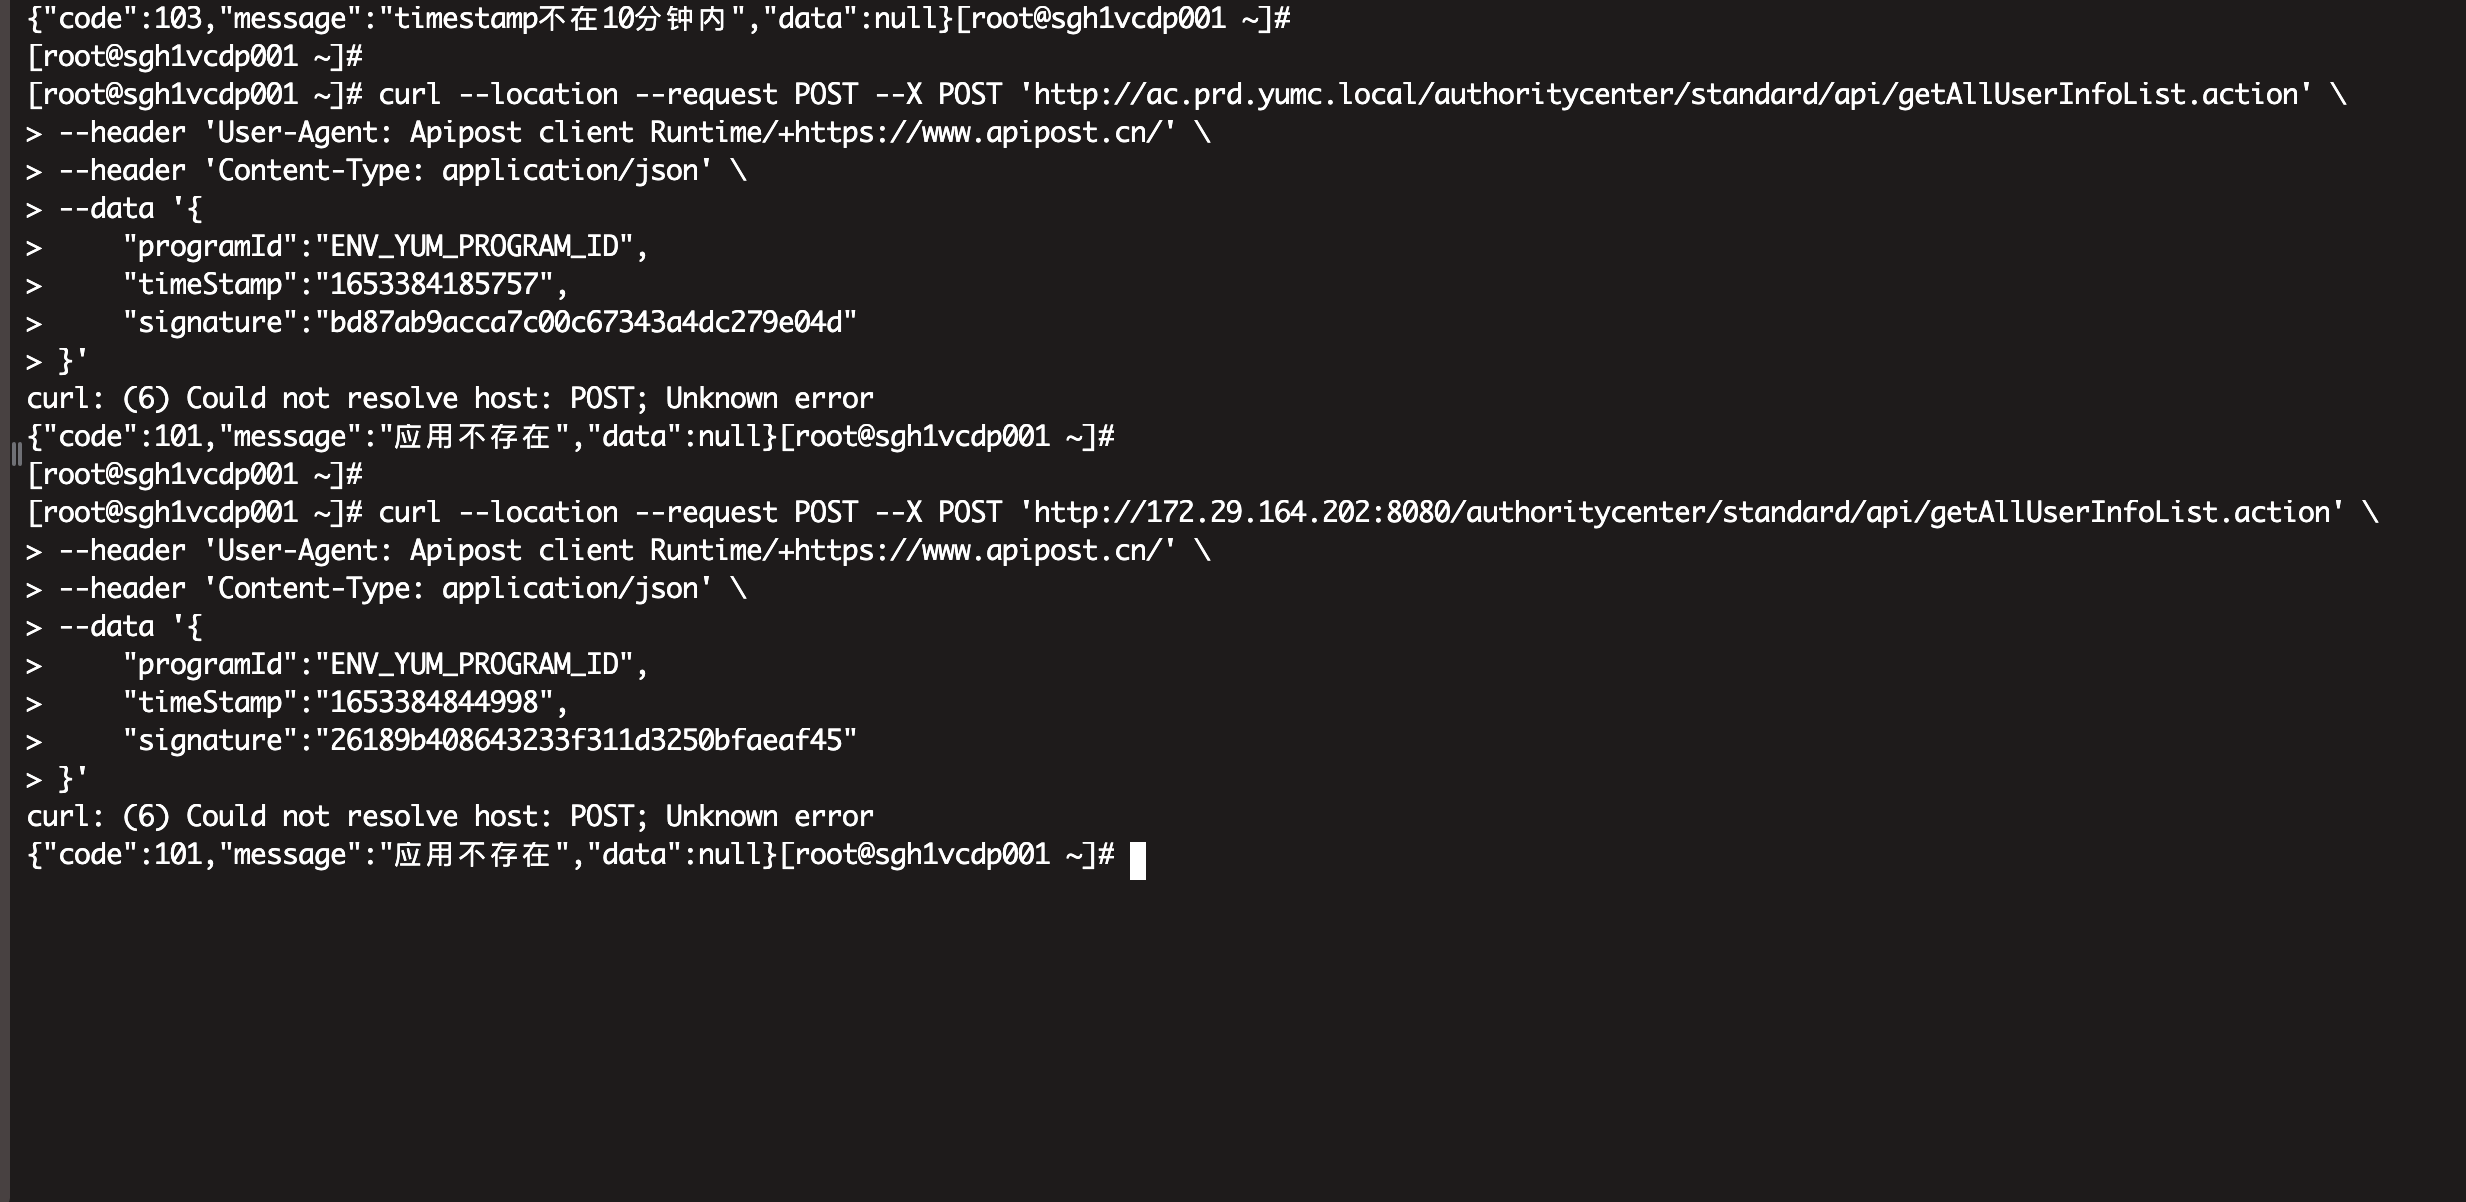 {"code":103,"message":"timestamp不在10分钟内","data":null}[root@sgh1vcdp001 ~]#
[root@sgh1vcdp001 ~]#
[root@sgh1vcdp001 ~]# curl --location --request POST --X POST 'http://ac.prd.yumc.local/authoritycenter/standard/api/getAllUserInfoList.action' \
> --header 'User-Agent: Apipost client Runtime/+https://www.apipost.cn/' \
> --header 'Content-Type: application/json' \
> --data '{
>     "programId":"ENV_YUM_PROGRAM_ID",
>     "timeStamp":"1653384185757",
>     "signature":"bd87ab9acca7c00c67343a4dc279e04d"
> }'
curl: (6) Could not resolve host: POST; Unknown error
{"code":101,"message":"应用不存在","data":null}[root@sgh1vcdp001 ~]#
[root@sgh1vcdp001 ~]#
[root@sgh1vcdp001 ~]# curl --location --request POST --X POST 'http://172.29.164.202:8080/authoritycenter/standard/api/getAllUserInfoList.action' \
> --header 'User-Agent: Apipost client Runtime/+https://www.apipost.cn/' \
> --header 'Content-Type: application/json' \
> --data '{
>     "programId":"ENV_YUM_PROGRAM_ID",
>     "timeStamp":"1653384844998",
>     "signature":"26189b408643233f311d3250bfaeaf45"
> }'
curl: (6) Could not resolve host: POST; Unknown error
{"code":101,"message":"应用不存在","data":null}[root@sgh1vcdp001 ~]#